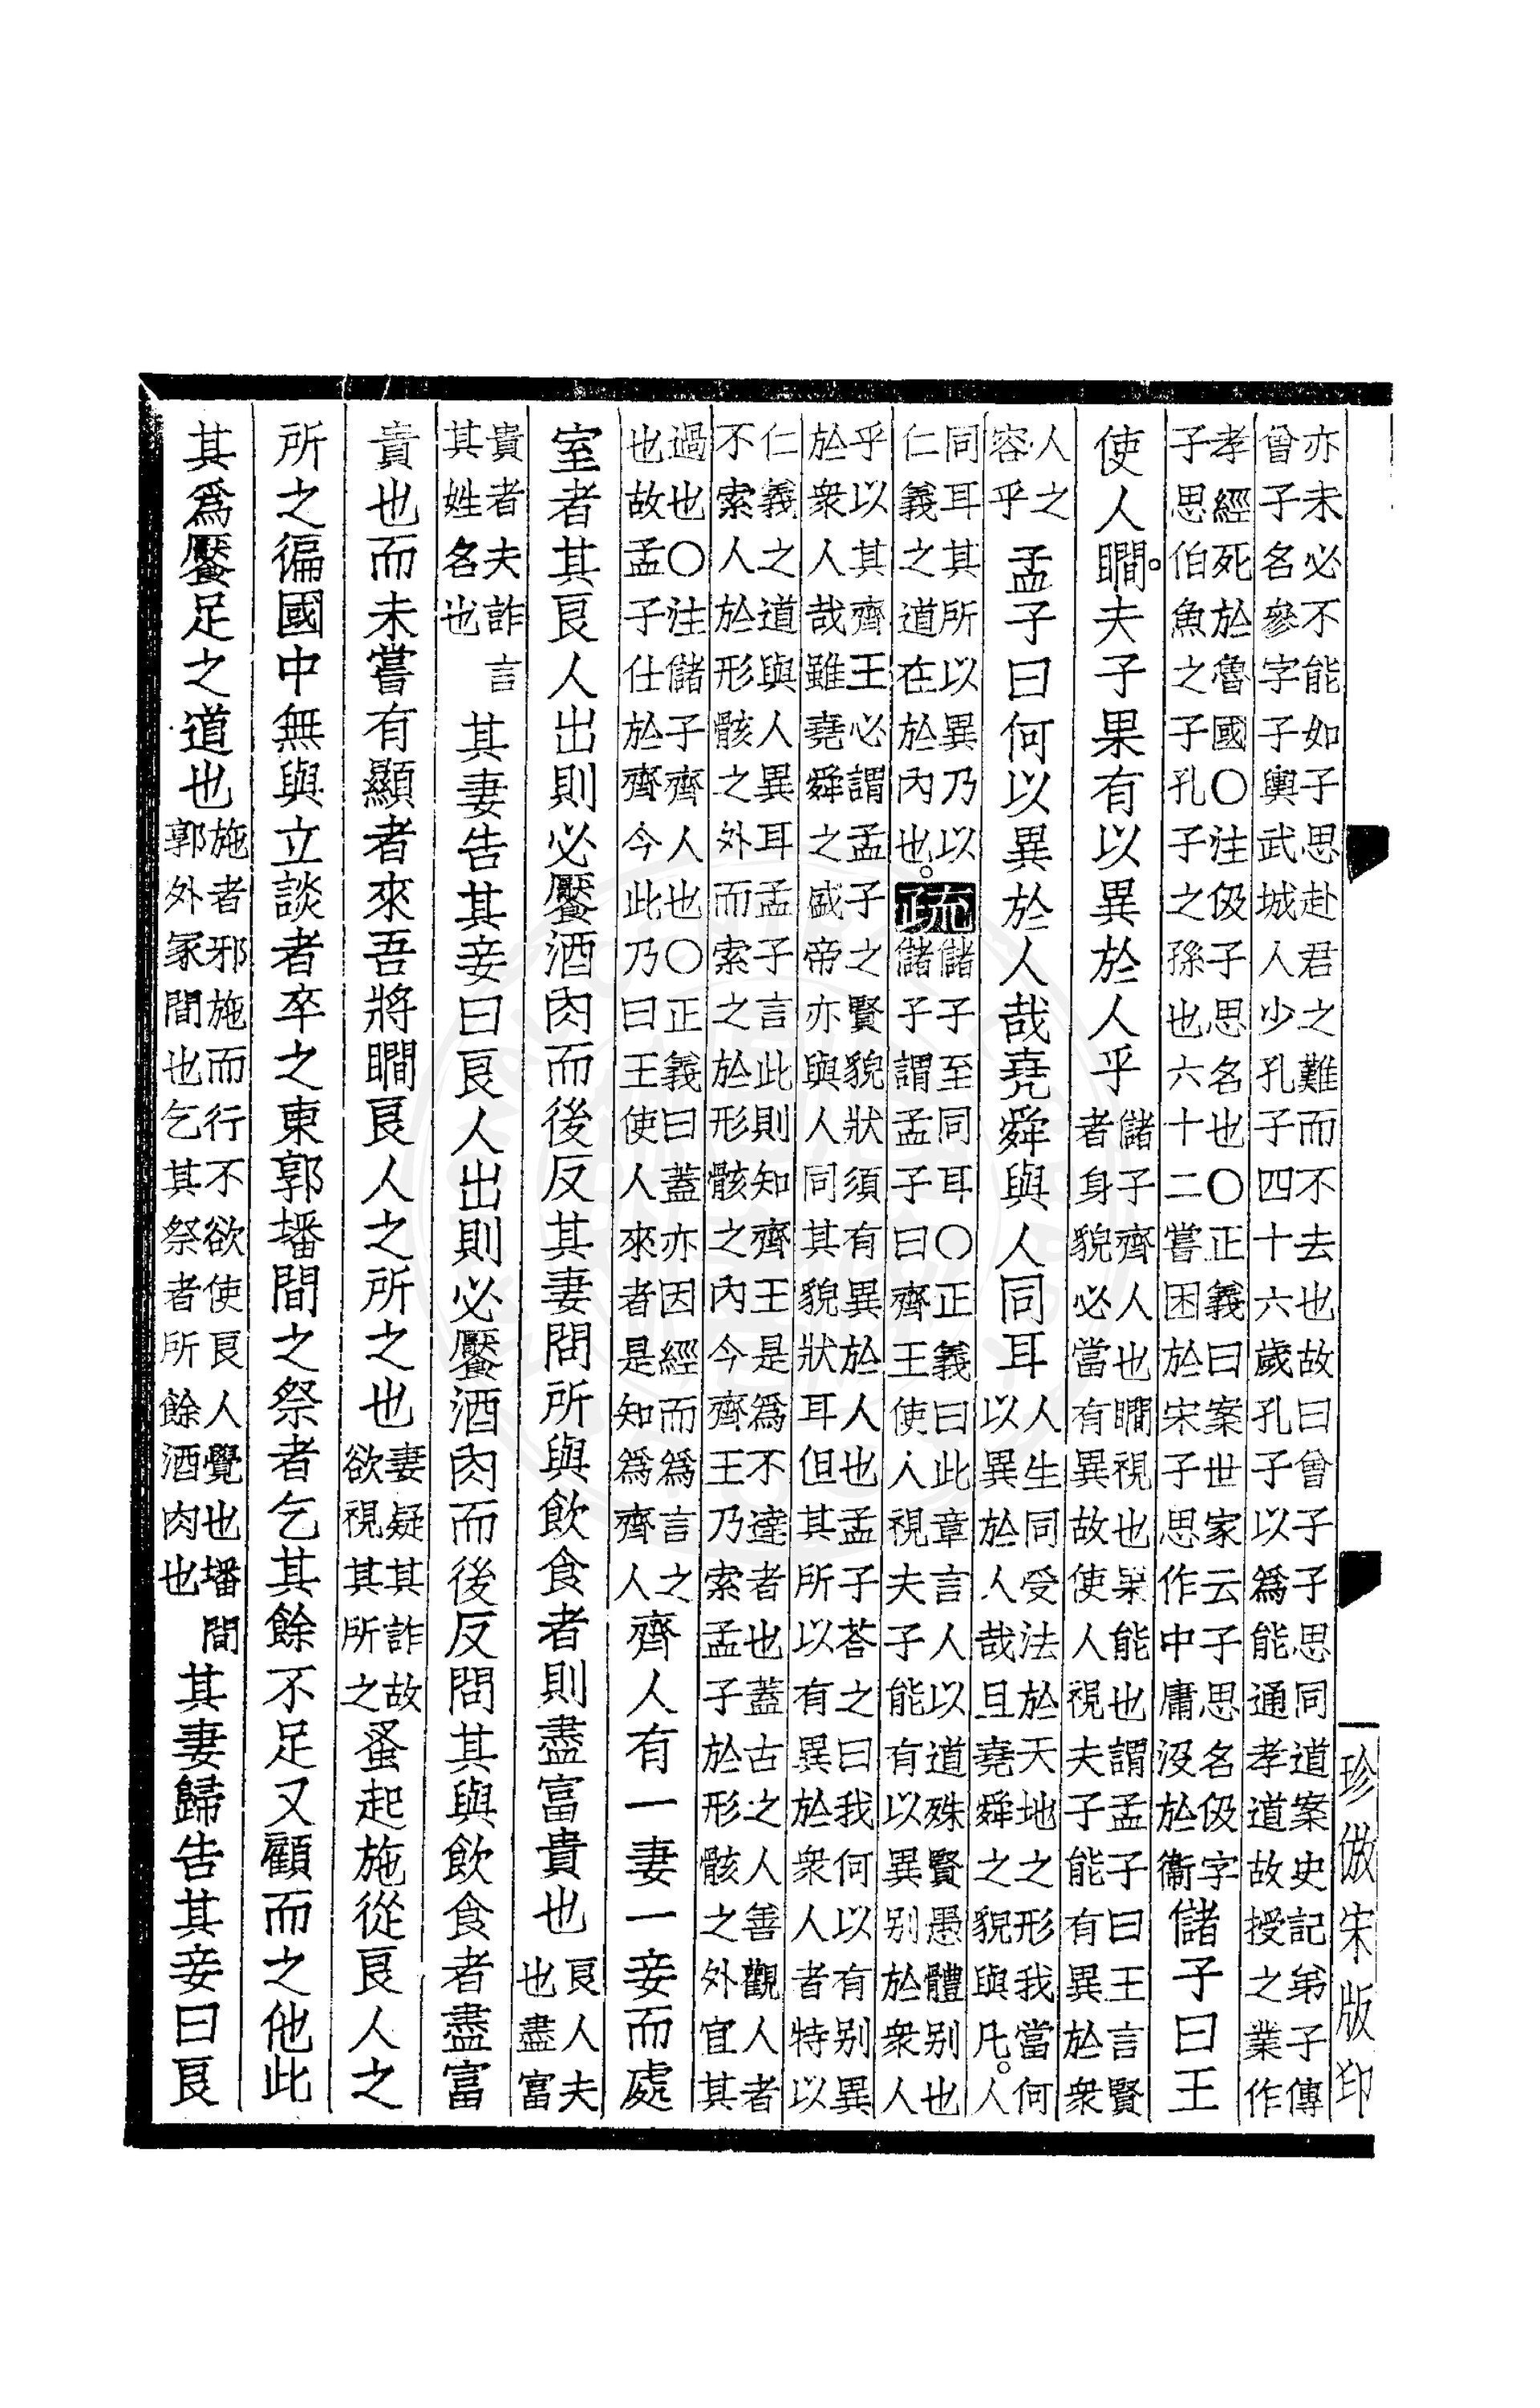 亦未必不能如子思赴君之難而不去也故曰曾子子思同道案史記弟子傳
曾子名參字子輿武城人少孔子四十六歲孔子以爲能通孝道故授之業作
孝經死於魯國〇注伋子思名也〇正義曰案世家云子思名伋字
子思伯魚之子孔子之孫也六十二嘗困於宋子思作中庸沒於衞
儲子曰王
使人瞷夫子果有以異於人乎
儲子齊人也瞷視也果能也謂孟子曰王言賢
者身貌必當有異故使人視夫子能有異於衆
人之
容乎
孟子曰何以異於人哉堯舜與人同耳
人生同受法於天地之形我當何
以異於人哉且堯舜之貌與凡人
同耳其所以異乃以
仁義之道在於內也
疏
儲子至同耳〇正義曰此章言人以道殊賢愚體別也
儲子謂孟子曰齊王使人視夫子能有以異別於衆人
乎以其齊王必謂孟子之賢貌狀須有異於人也孟子荅之曰我何以有別異
於衆人哉雖堯舜之盛帝亦與人同其貌狀耳但其所以有異於衆人者特以
仁義之道與人異耳孟子言此則知齊王是爲不達者也蓋古之人善觀人者
不索人於形骸之外而索之於形骸之內今齊王乃索孟子於形骸之外宜其
過也〇注儲子齊人也〇正義曰蓋亦因經而爲言之
也故孟子仕於齊今此乃曰王使人來者是知爲齊人
齊人有一妻一妾而處
室者其良人出則必饜酒肉而後反其妻問所與飮食者則盡富貴也
良人夫
也盡富
貴者夫詐言
其姓名也
其妻告其妾曰良人出則必饜酒肉而後反問其與飮食者盡富
貴也而未嘗有顯者來吾將瞷良人之所之也
妻疑其詐故
欲視其所之
蚤起施從良人之
所之徧國中無與立談者卒之東郭墦間之祭者乞其餘不足又顧而之他此
其爲饜足之道也
施者邪施而行不欲使良人覺也墦間
郭外冢間也乞其祭者所餘酒肉也
其妻歸告其妾曰良
珍倣宋版印